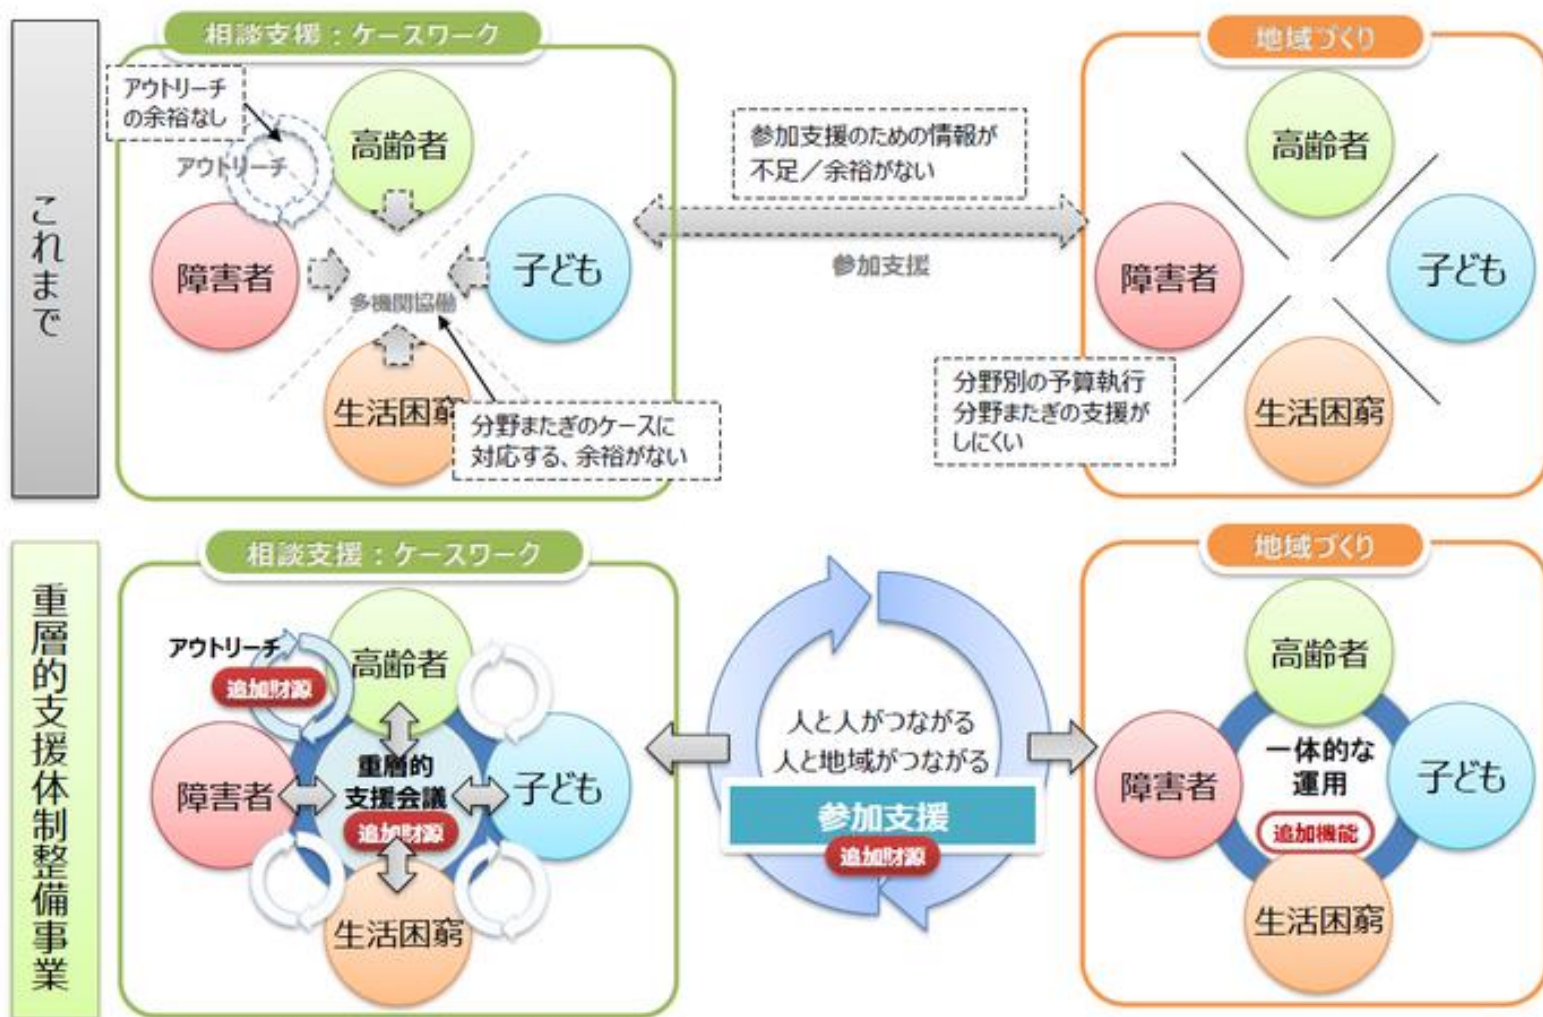 これまで
相談支援：ケースワーク
アウトリーチ
の余裕なし
アウトリーチ
高齢者
障害者
子ども
多機関協働
生活困窮
分野またぎのケースに
対応する、余裕がない
参加支援のための情報が
不足／余裕がない
参加支援
地域づくり
高齢者
障害者
子ども
生活困窮
分野別の予算執行
分野またぎの支援が
しにくい
重層的支援体制整備事業
相談支援：ケースワーク
アウトリーチ
追加財源
高齢者
障害者
重層的
支援会議
追加財源
子ども
生活困窮
人と人がつながる
人と地域がつながる
参加支援
追加財源
地域づくり
高齢者
障害者
一体的な
運用
追加機能
子ども
生活困窮